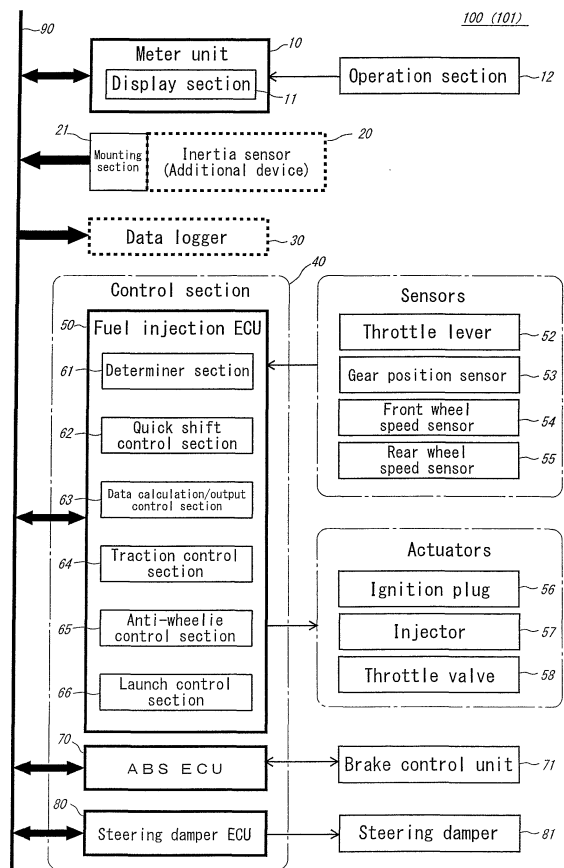 100 (101)
90
Meter unit
10
Display section
11
Operation section
12
21
Mounting
section
Inertia sensor
(Additional device)
20
Data logger
30
40
Control section
50
Fuel injection ECU
61
Determiner section
62
Quick shift
control section
63
Data calculation/output
control section
64
Traction control
section
65
Anti-wheelie
control section
66
Launch control
section
Sensors
Throttle lever
52
Gear position sensor
53
Front wheel
speed sensor
54
Rear wheel
speed sensor
55
Actuators
Ignition plug
56
Injector
57
Throttle valve
58
70
ABS ECU
Brake control unit
71
80
Steering damper ECU
Steering damper
81